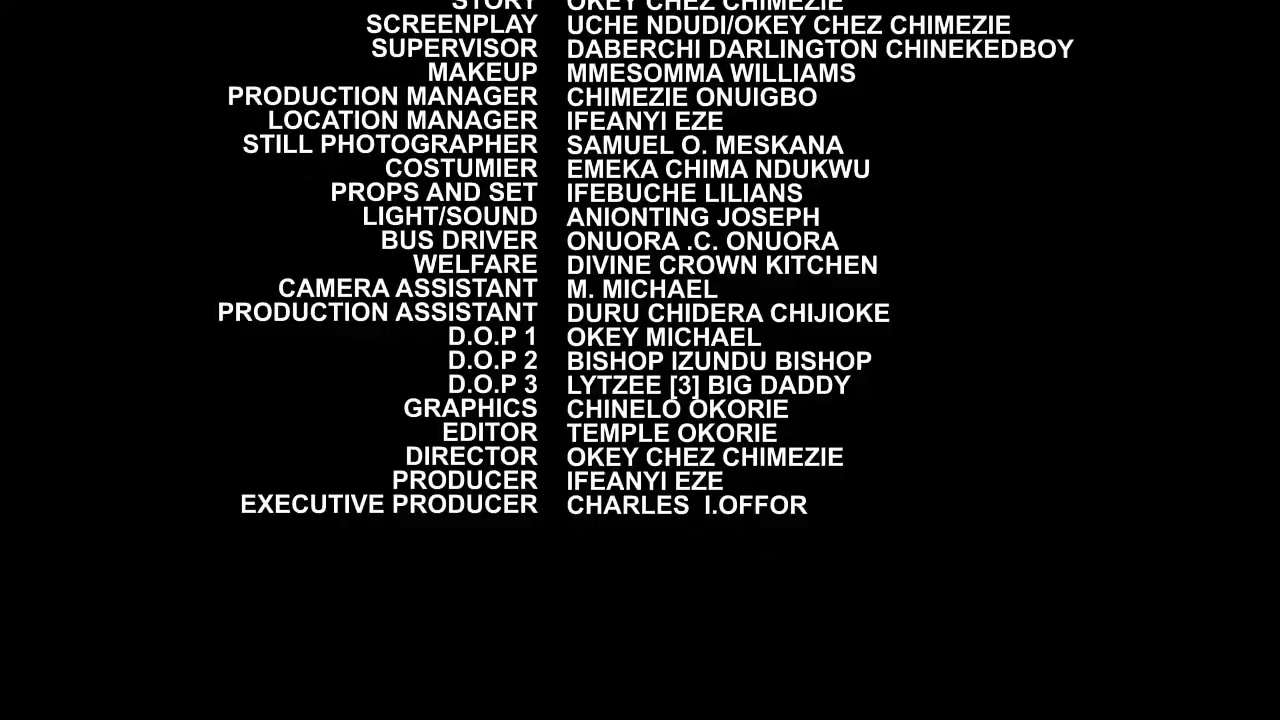 STORY OKEY CHEZ CHIMEZIE
SCREENPLAY UCHE NDUDI/OKEY CHEZ CHIMEZIE
SUPERVISOR DABERCHI DARLINGTON CHINEKEDBOY
MAKEUP MMESOMMA WILLIAMS
PRODUCTION MANAGER CHIMEZIE ONUIGBO
LOCATION MANAGER IFEANYI EZE
STILL PHOTOGRAPHER SAMUEL O. MESKANA
COSTUMIER EMEKA CHIMA NDUKWU
PROPS AND SET IFEBUCHE LILIANS
LIGHT/SOUND ANIONTING JOSEPH
BUS DRIVER ONUORA .C. ONUORA
WELFARE DIVINE CROWN KITCHEN
CAMERA ASSISTANT M. MICHAEL
PRODUCTION ASSISTANT DURU CHIDERA CHIJIOKE
D.O.P 1 OKEY MICHAEL
D.O.P 2 BISHOP IZUNDU BISHOP
D.O.P 3 LYTZEE [3] BIG DADDY
GRAPHICS CHINELO OKORIE
EDITOR TEMPLE OKORIE
DIRECTOR OKEY CHEZ CHIMEZIE
PRODUCER IFEANYI EZE
EXECUTIVE PRODUCER CHARLES I.OFFOR